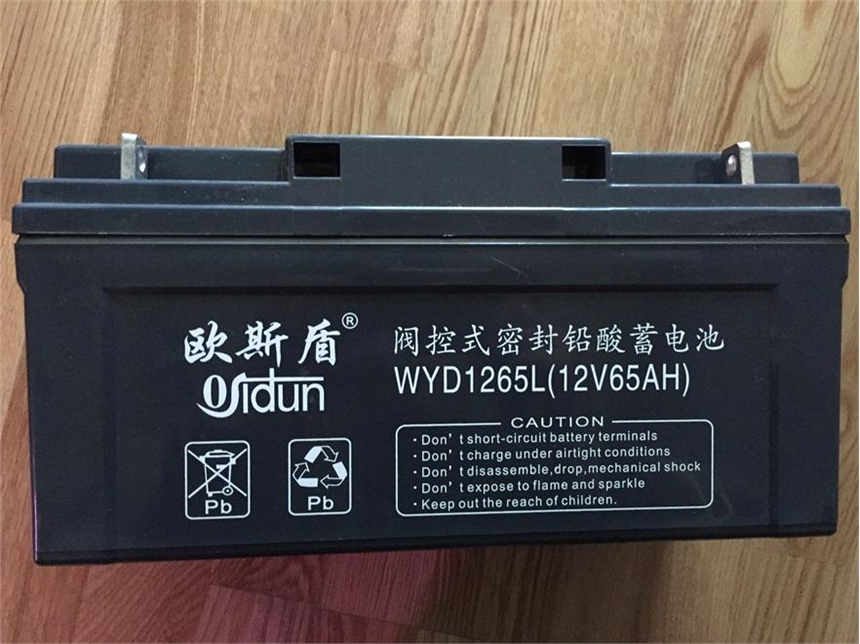 欧斯盾®
Osidun
阀控式密封铅酸蓄电池
WYD1265L(12V65AH)
CAUTION
· Don't short-circuit battery terminals
· Don't charge under airtight conditions
· Don't disassemble,drop,mechanical shock
· Don't expose to flame and sparkle
· Keep out the reach of children.
Pb
Pb